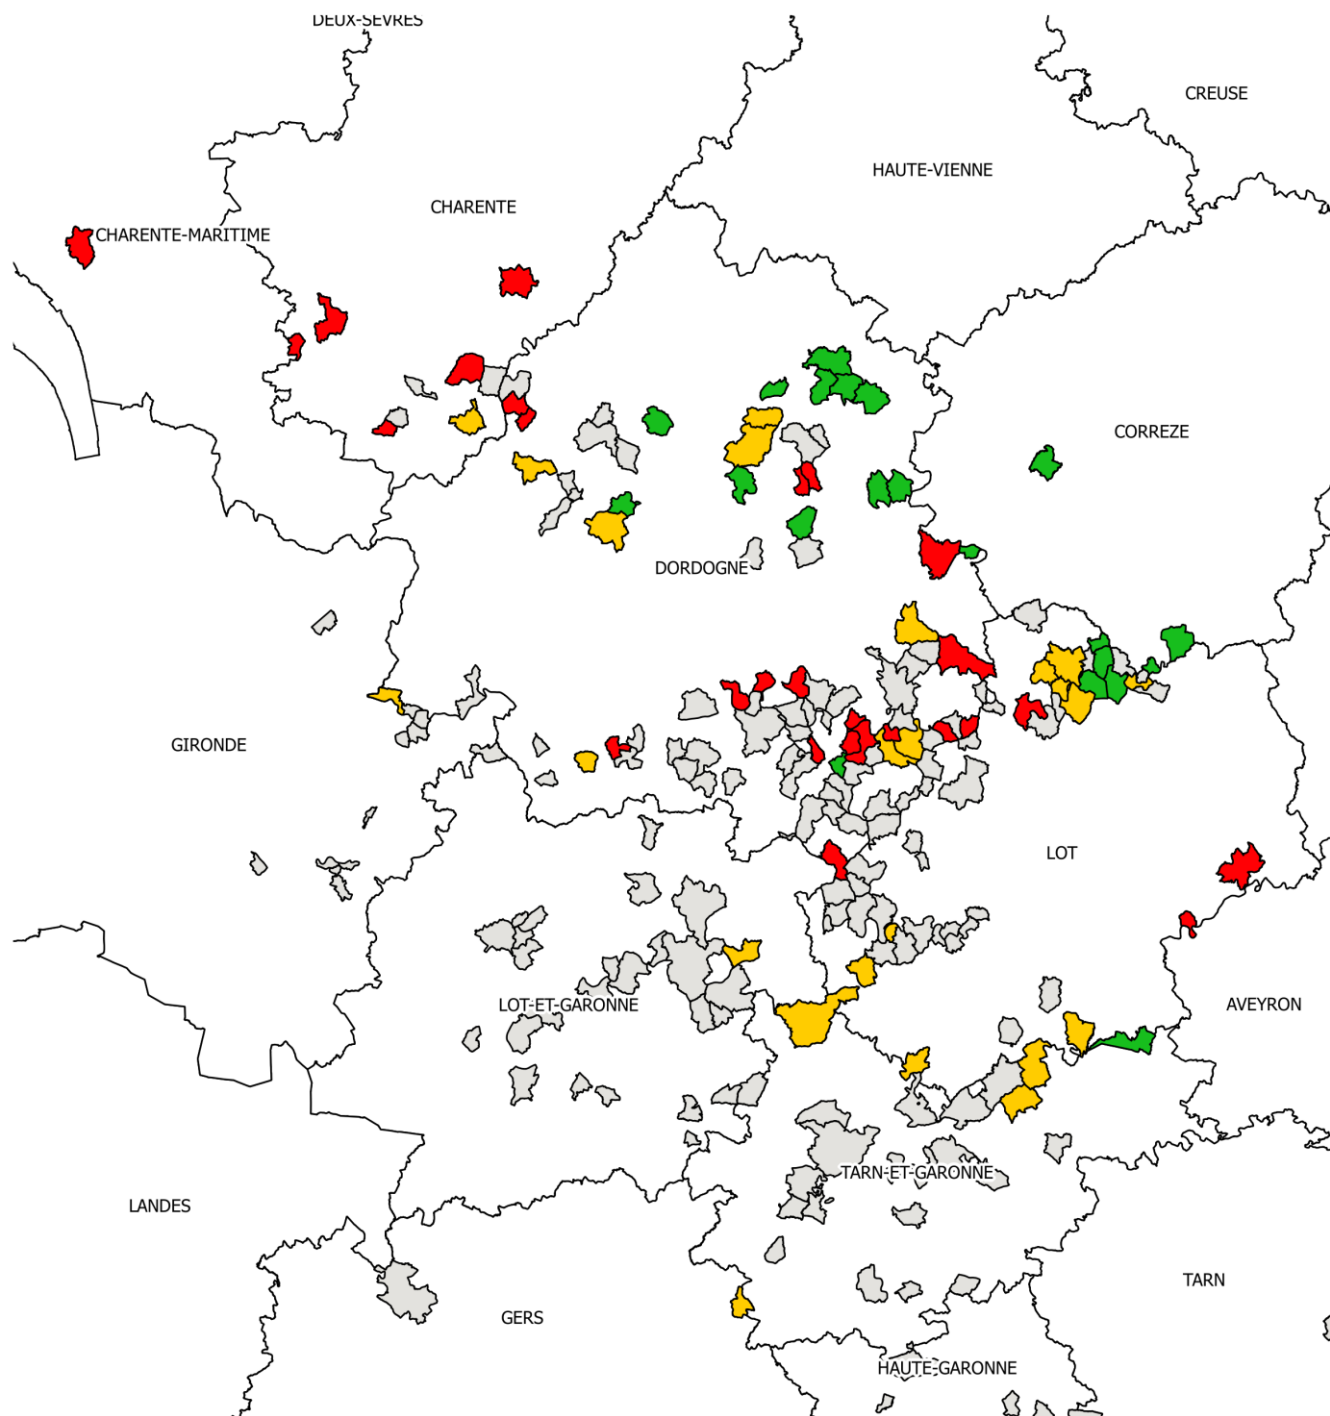 DEUX-SEVRES
CREUSE
HAUTE-VIENNE
CHARENTE
CHARENTE-MARITIME
CORREZE
DORDOGNE
GIRONDE
LOT
LOT-ET-GARONNE
AVEYRON
TARN-ET-GARONNE
LANDES
TARN
GERS
HAUTE-GARONNE